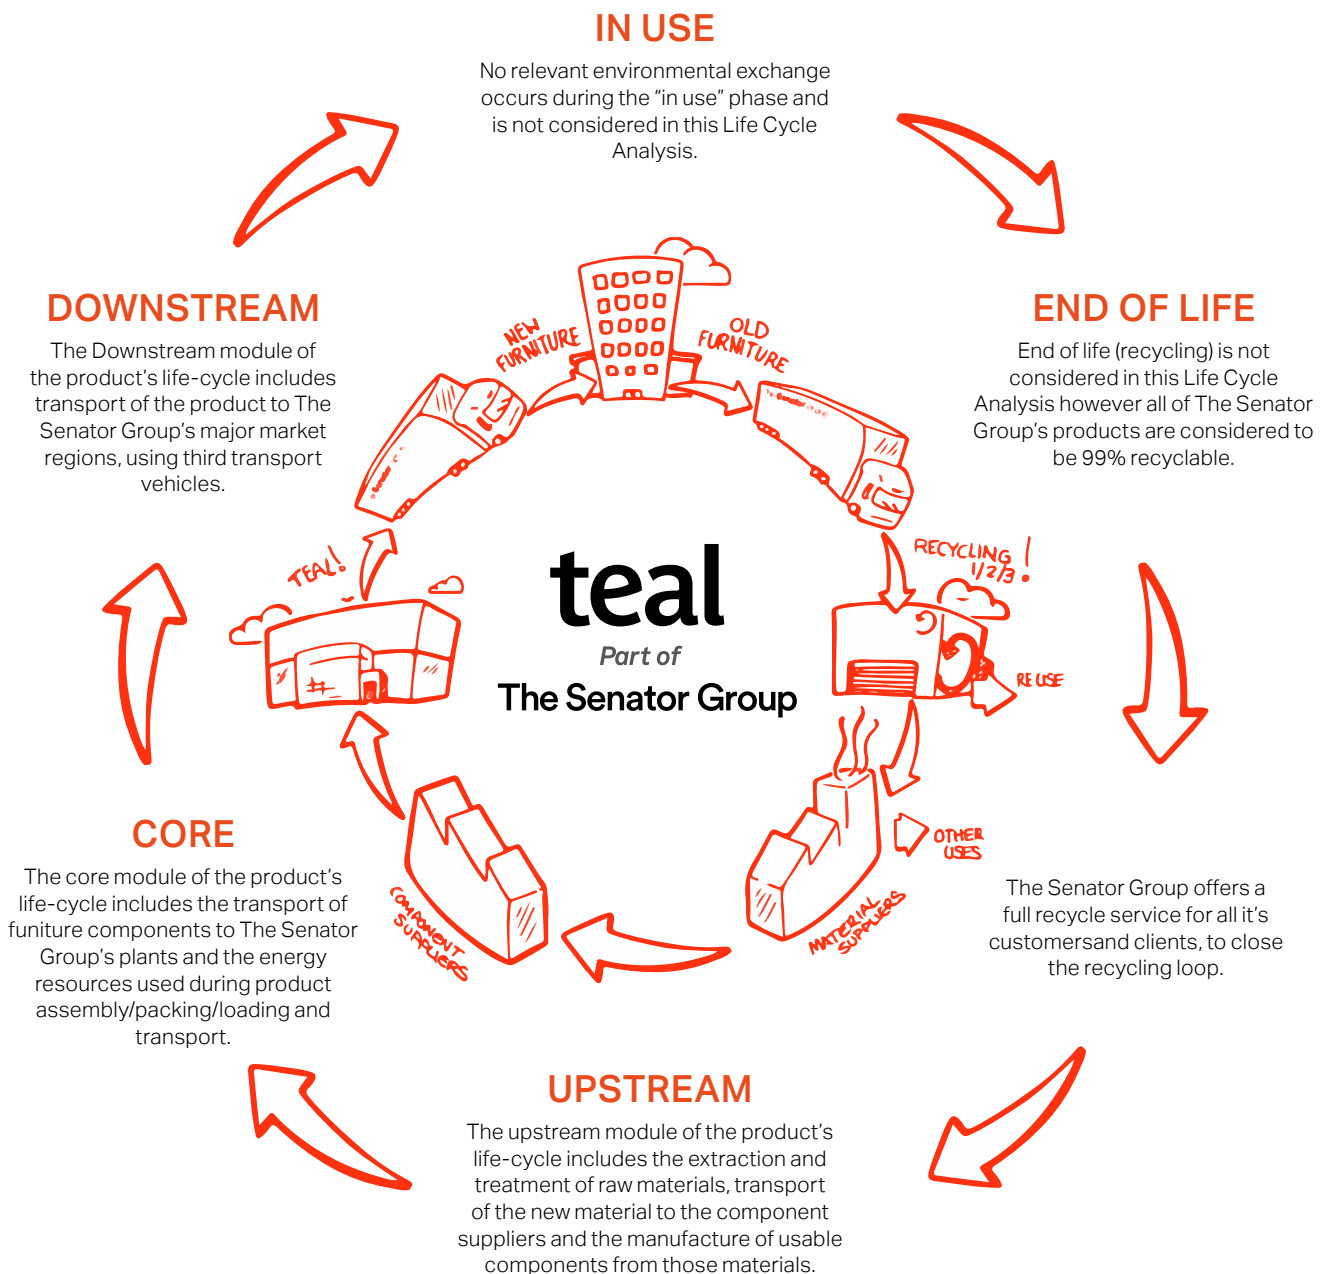 IN USE
No relevant environmental exchange
occurs during the “in use” phase and
is not considered in this Life Cycle
Analysis.
DOWNSTREAM
The Downstream module of
the product’s life-cycle includes
transport of the product to The
Senator Group’s major market
regions, using third transport
vehicles.
END OF LIFE
End of life (recycling) is not
considered in this Life Cycle
Analysis however all of The Senator
Group’s products are considered to
be 99% recyclable.
NEW
FURNITURE
OLD
FURNITURE
Senator
Senator
TEAL!
RECYCLING
1/2/3!
RE USE
teal
Part of
The Senator Group
OTHER
USES
COMPONENT
SUPPLIERS
MATERIAL
SUPPLIERS
CORE
The core module of the product’s
life-cycle includes the transport of
funiture components to The Senator
Group’s plants and the energy
resources used during product
assembly/packing/loading and
transport.
The Senator Group offers a
full recycle service for all it’s
customersand clients, to close
the recycling loop.
UPSTREAM
The upstream module of the product’s
life-cycle includes the extraction and
treatment of raw materials, transport
of the new material to the component
suppliers and the manufacture of usable
components from those materials.